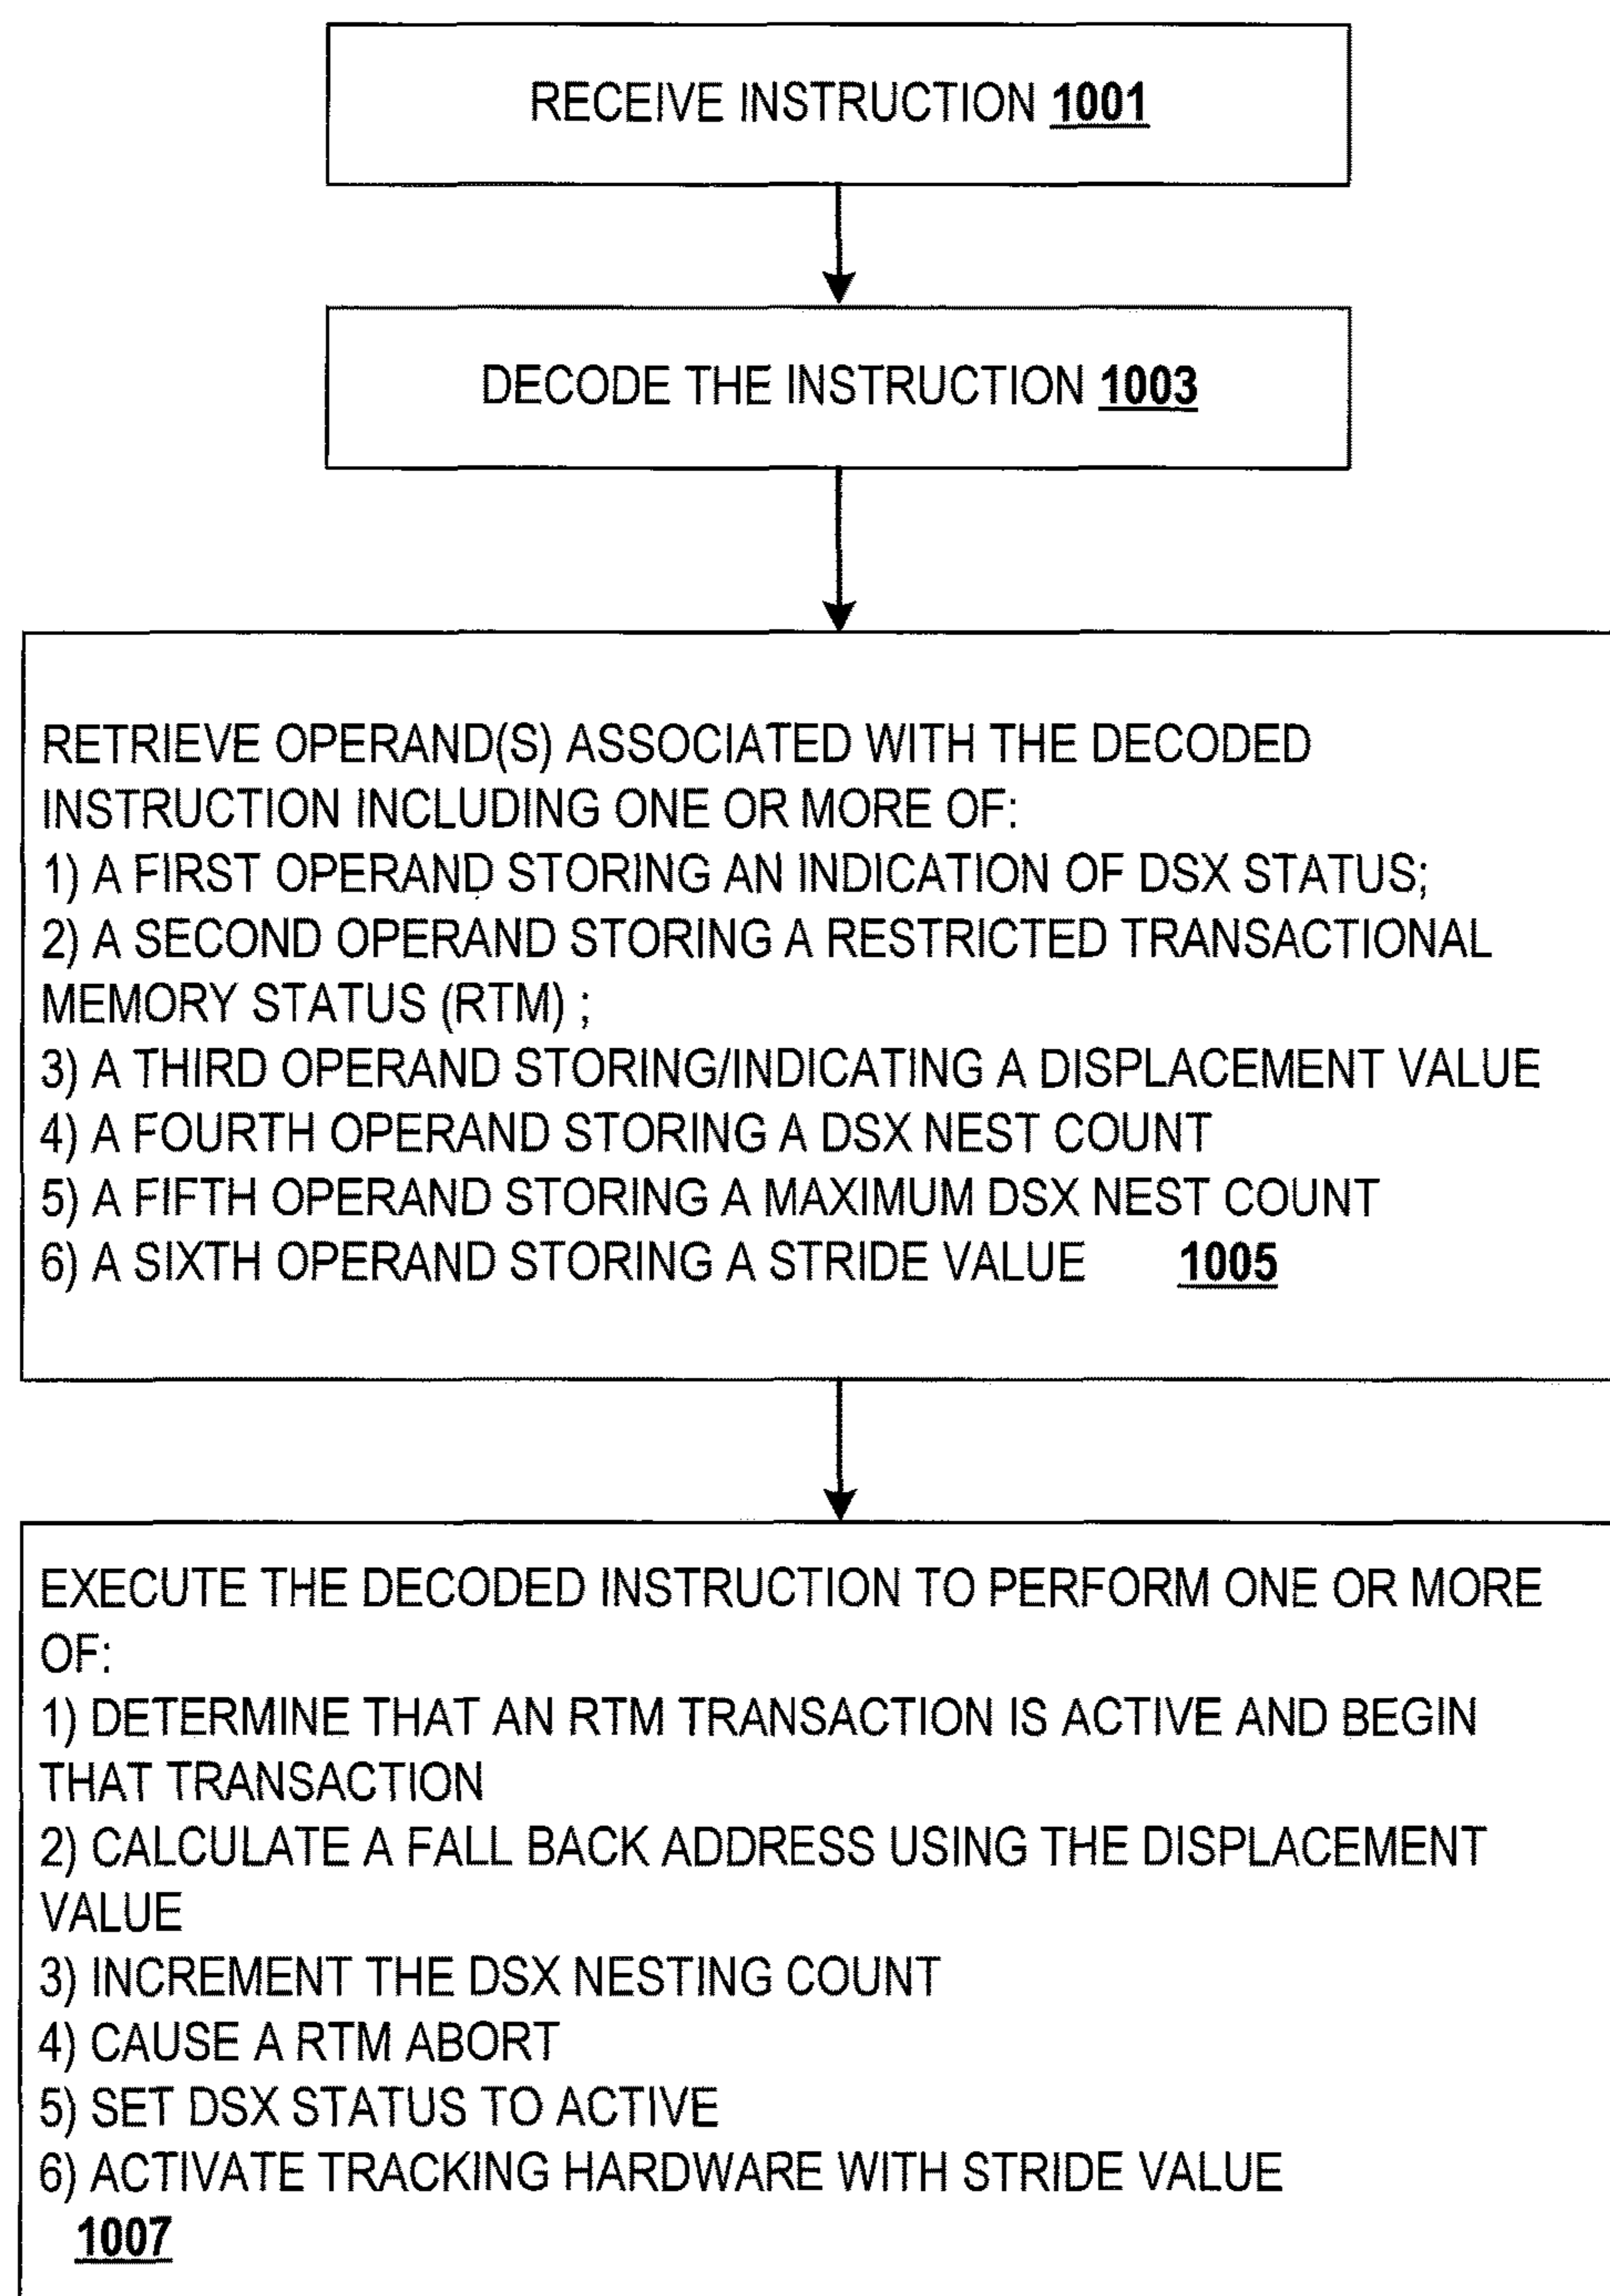 RECEIVE INSTRUCTION 1001
DECODE THE INSTRUCTION 1003
RETRIEVE OPERAND(S) ASSOCIATED WITH THE DECODED
INSTRUCTION INCLUDING ONE OR MORE OF:
1) A FIRST OPERAND STORING AN INDICATION OF DSX STATUS;
2) A SECOND OPERAND STORING A RESTRICTED TRANSACTIONAL
MEMORY STATUS (RTM) ;
3) A THIRD OPERAND STORING/INDICATING A DISPLACEMENT VALUE
4) A FOURTH OPERAND STORING A DSX NEST COUNT
5) A FIFTH OPERAND STORING A MAXIMUM DSX NEST COUNT
6) A SIXTH OPERAND STORING A STRIDE VALUE 1005
EXECUTE THE DECODED INSTRUCTION TO PERFORM ONE OR MORE
OF:
1) DETERMINE THAT AN RTM TRANSACTION IS ACTIVE AND BEGIN
THAT TRANSACTION
2) CALCULATE A FALL BACK ADDRESS USING THE DISPLACEMENT
VALUE
3) INCREMENT THE DSX NESTING COUNT
4) CAUSE A RTM ABORT
5) SET DSX STATUS TO ACTIVE
6) ACTIVATE TRACKING HARDWARE WITH STRIDE VALUE
1007